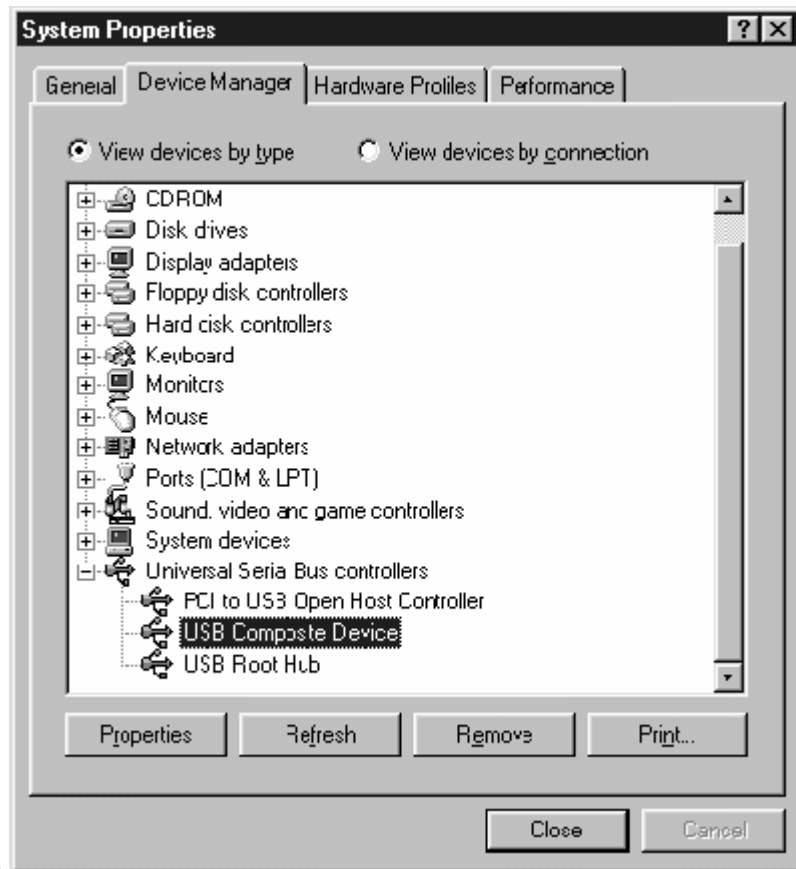 System Properties
General Device Manager Hardware Profiles Performance
View devices by type View devices by connection
CDROM
Disk drives
Display adapters
Floppy disk controllers
Hard disk controllers
Keyboard
Monitors
Mouse
Network adapters
Ports (COM & LPT)
Sound, video and game controllers
System devices
Universal Serial Bus controllers
PCI to USB Open Host Controller
USB Composite Device
USB Root Hub
Properties Refresh Remove Print...
Close Cancel